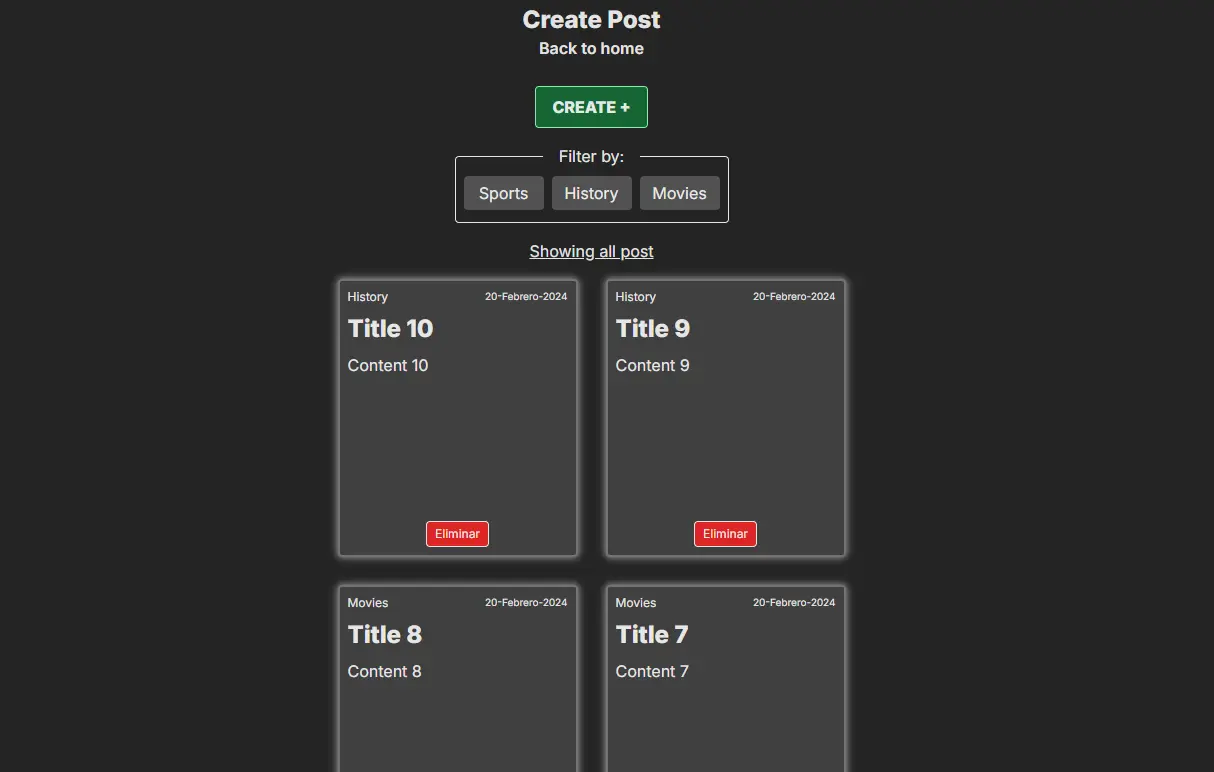 Create Post
Back to home
CREATE +
Filter by:
Sports History Movies
Showing all post
History 20-Febrero-2024
Title 10
Content 10
Eliminar
History 20-Febrero-2024
Title 9
Content 9
Eliminar
Movies 20-Febrero-2024
Title 8
Content 8
Movies 20-Febrero-2024
Title 7
Content 7